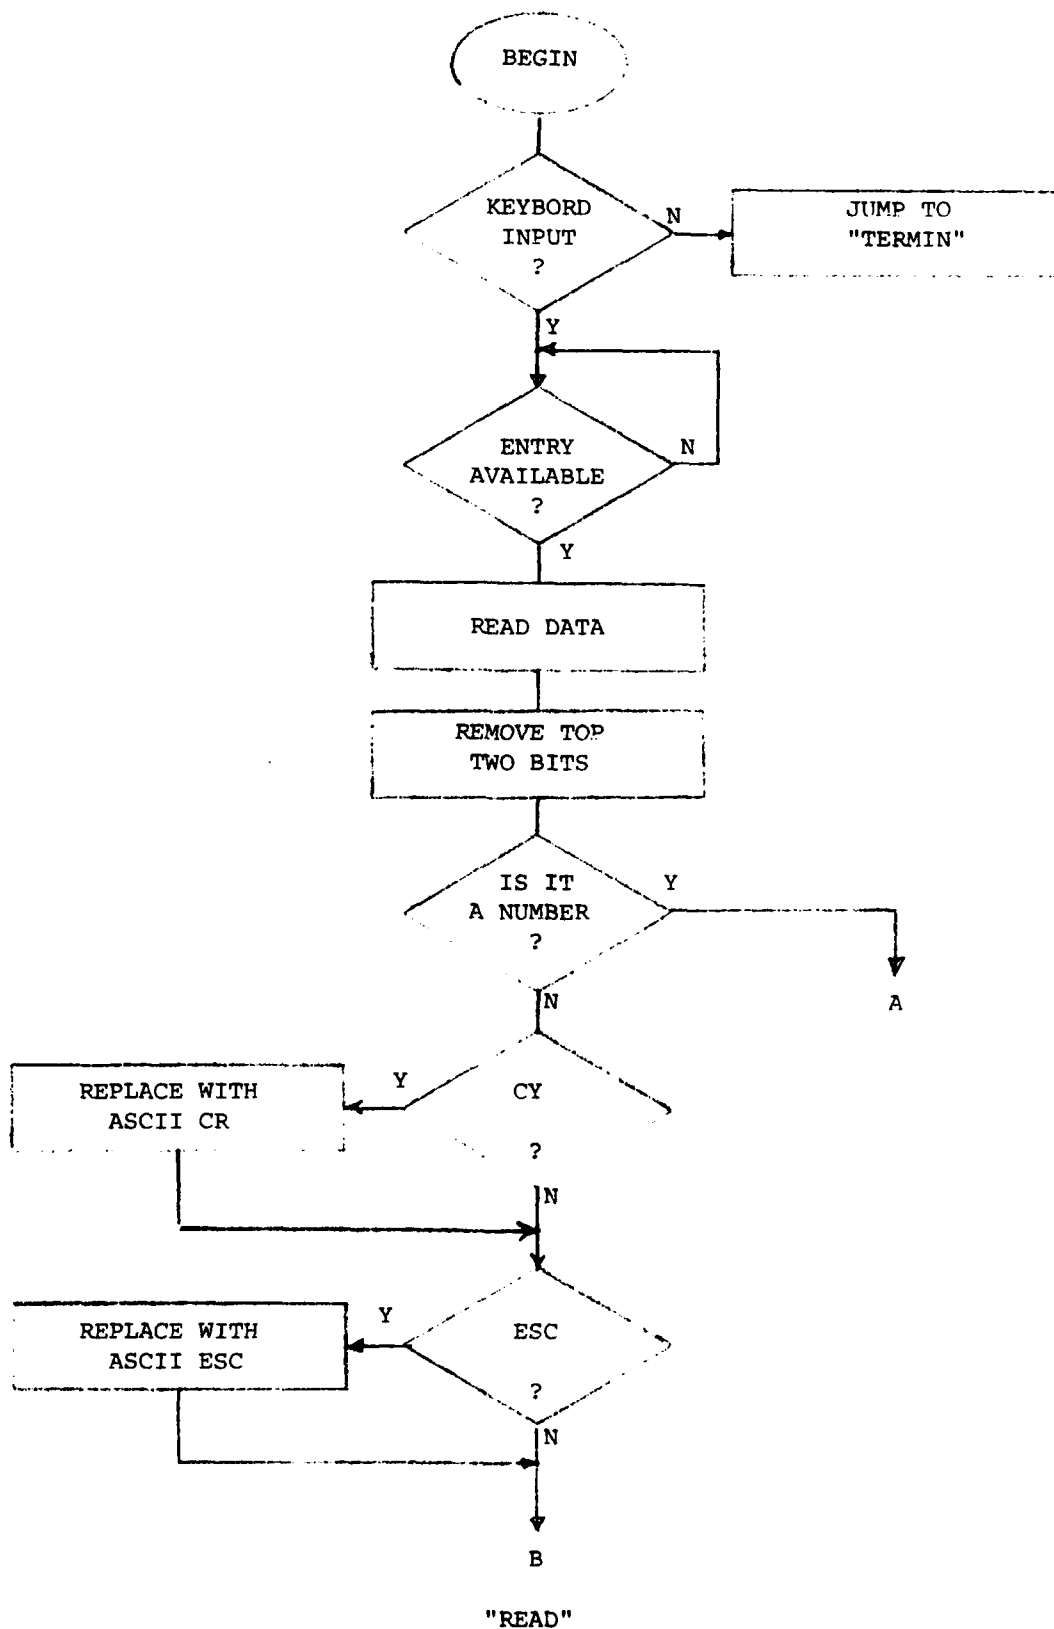 BEGIN
KEYBORD
INPUT
?
N
JUMP TO
"TERMIN"
Y
ENTRY
AVAILABLE
?
N
Y
READ DATA
REMOVE TOP
TWO BITS
IS IT
A NUMBER
?
Y
A
N
CY
?
Y
REPLACE WITH
ASCII CR
N
ESC
?
Y
REPLACE WITH
ASCII ESC
N
B
"READ"